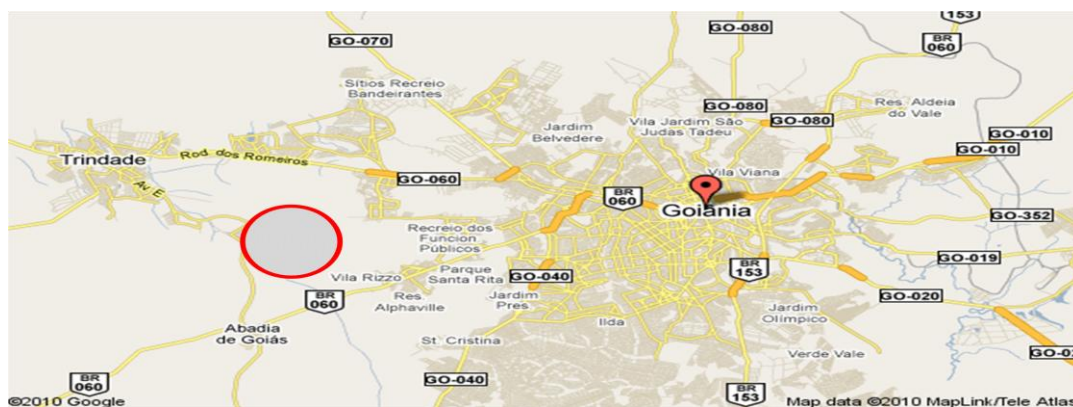 153
BR
060
GO-070
GO-080
Sítios Recreio
Bandeirantes
GO-080
GO-080
Res. Aldeia
do Vale
Vila Jardim São
Judas Tadeu
Jardim
Belvedere
GO-010
GO-010
Trindade
Rod. dos Romeiros
Av. E
GO-060
Vila Viana
BR
060
Goiânia
GO-352
Recreio dos
Funcion
Públicos
GO-019
Vila Rizzo
Parque
Santa Rita
GO-040
BR
153
BR
060
Res.
Alphaville
Jardim
Pres.
GO-020
Jardim
Olímpico
Abadia
de Goiás
Ilda
St. Cristina
Verde Vale
GO-0
BR
060
GO-040
BR
153
©2010 Google
Map data ©2010 MapLink/Tele Atlas